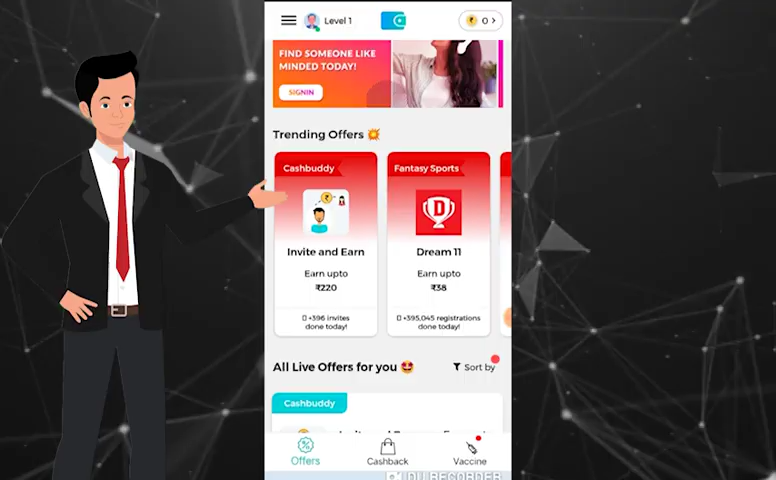 Level 1
0
FIND SOMEONE LIKE
MINDED TODAY!
SIGNIN
Trending Offers
Cashbuddy
Invite and Earn
Earn upto
₹220
+396 invites
done today!
Fantasy Sports
D
Dream 11
Earn upto
₹38
+395,045 registrations
done today!
All Live Offers for you
Sort by
Cashbuddy
Offers
Cashback
Vaccine
DU RECORDER